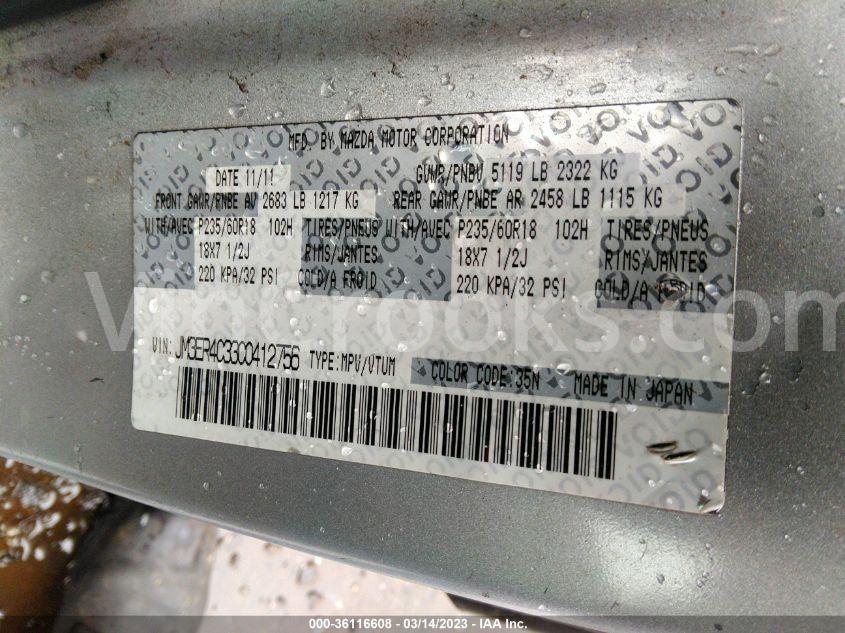 MFD. BY MAZDA MOTOR CORPORATION
DATE 11/11 GVWR/PNBV 5119 LB 2322 KG
FRONT GAWR/PNBE AV 2683 LB 1217 KG REAR GAWR/PNBE AR 2458 LB 1115 KG
WITH/AVEC P235/60R18 102H TIRES/PNEUS WITH/AVEC P235/60R18 102H TIRES/PNEUS
18X7 1/2J RIMS/JANTES 18X7 1/2J RIMS/JANTES
220 KPA/32 PSI COLD/A FROID 220 KPA/32 PSI COLD/A FROID
VIN: JM3ER4C33C0412756 TYPE:MPV/VTUM COLOR CODE:35N MADE IN JAPAN
VOID
000-36116608 - 03/14/2023 - IAA Inc.